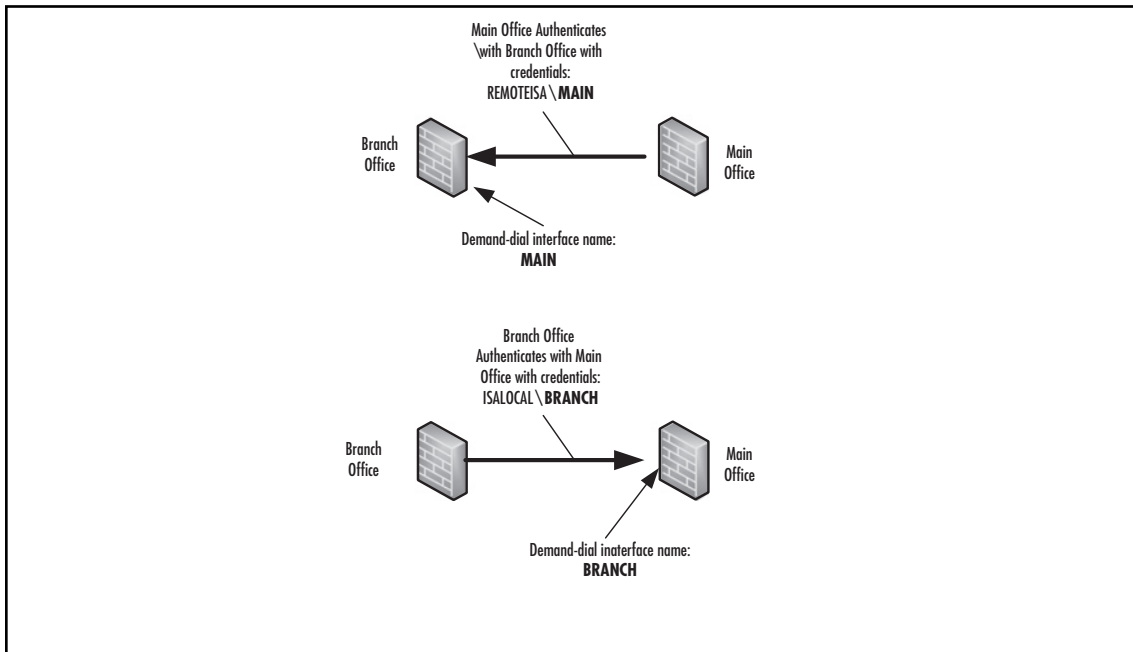 Main Office Authenticates
\with Branch Office with
credentials:
REMOTEISA\MAIN
Branch
Office
Main
Office
Demand-dial interface name:
MAIN
Branch Office
Authenticates with Main
Office with credentials:
ISALOCAL\BRANCH
Branch
Office
Main
Office
Demand-dial inaterface name:
BRANCH